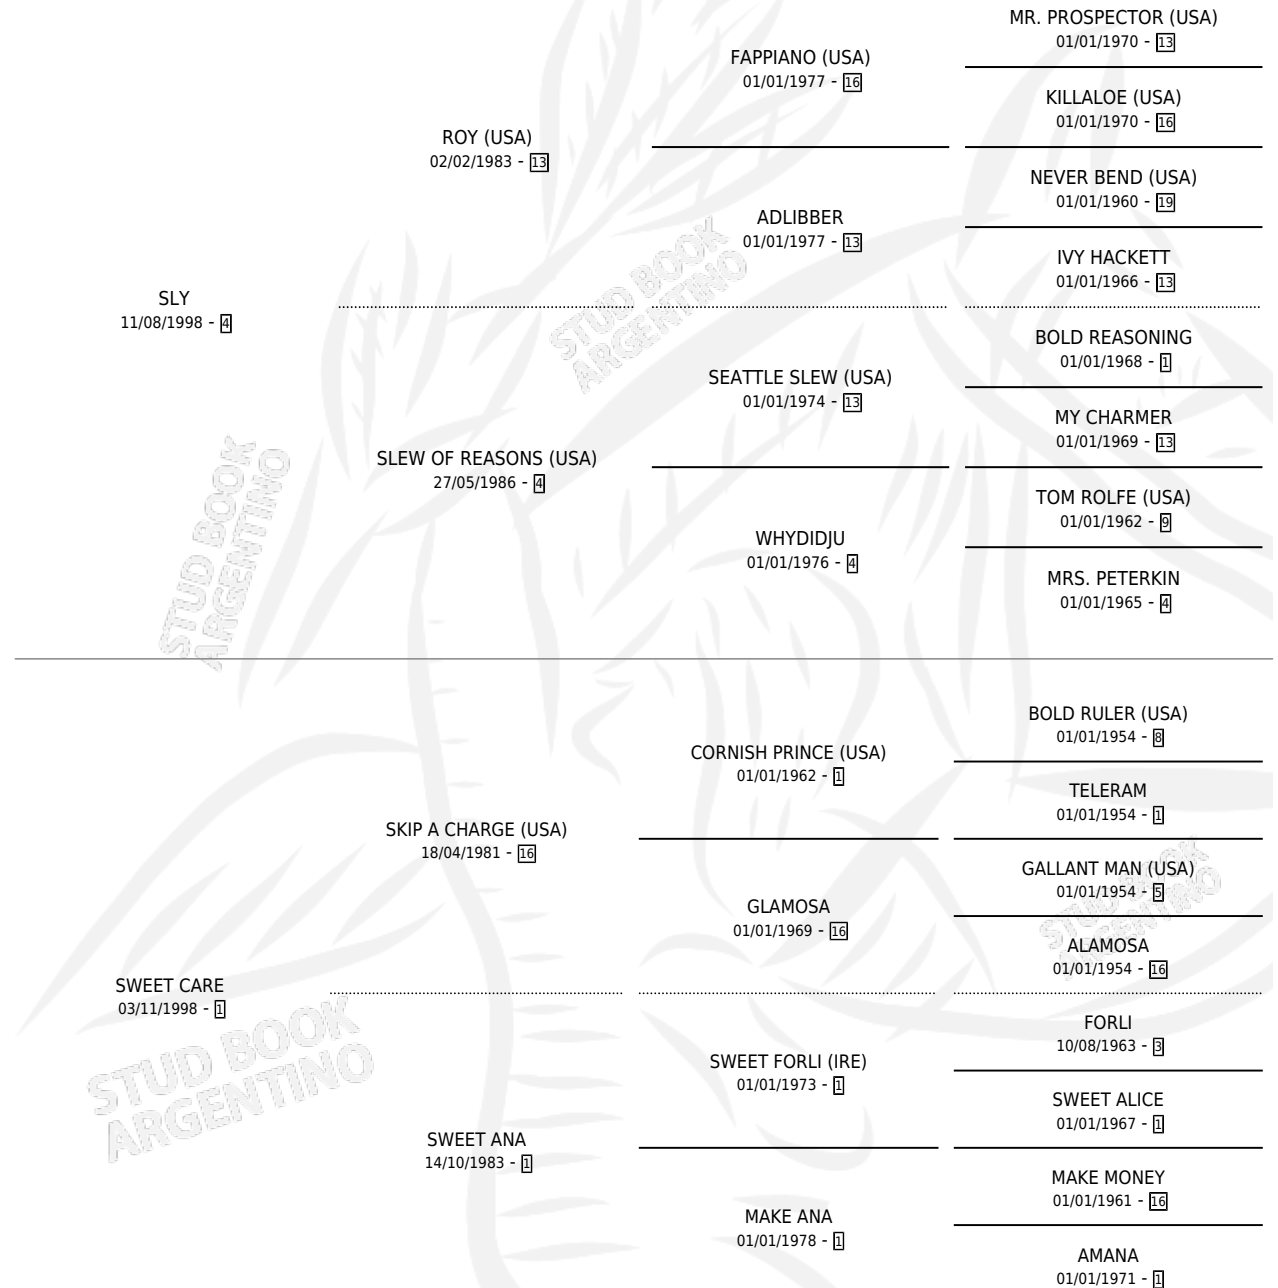 MR. PROSPECTOR (USA)
01/01/1970 - 13
FAPPIANO (USA)
01/01/1977 - 16
KILLALOE (USA)
01/01/1970 - 16
ROY (USA)
02/02/1983 - 13
NEVER BEND (USA)
01/01/1960 - 19
ADLIBBER
01/01/1977 - 13
IVY HACKETT
01/01/1966 - 13
SLY
11/08/1998 - 4
BOLD REASONING
01/01/1968 - 1
SEATTLE SLEW (USA)
01/01/1974 - 13
MY CHARMER
01/01/1969 - 13
SLEW OF REASONS (USA)
27/05/1986 - 4
TOM ROLFE (USA)
01/01/1962 - 9
WHYDIDJU
01/01/1976 - 4
MRS. PETERKIN
01/01/1965 - 4
BOLD RULER (USA)
01/01/1954 - 8
CORNISH PRINCE (USA)
01/01/1962 - 1
TELERAM
01/01/1954 - 1
SKIP A CHARGE (USA)
18/04/1981 - 16
GALLANT MAN (USA)
01/01/1954 - 5
GLAMOSA
01/01/1969 - 16
ALAMOSA
01/01/1954 - 16
SWEET CARE
03/11/1998 - 1
FORLI
10/08/1963 - 3
SWEET FORLI (IRE)
01/01/1973 - 1
SWEET ALICE
01/01/1967 - 1
SWEET ANA
14/10/1983 - 1
MAKE MONEY
01/01/1961 - 16
MAKE ANA
01/01/1978 - 1
AMANA
01/01/1971 - 1
STUD BOOK
ARGENTINO
STUD BOOK
ARGENTINO
STUD BOOK
ARGENTINO
STUD BOOK
ARGENTINO